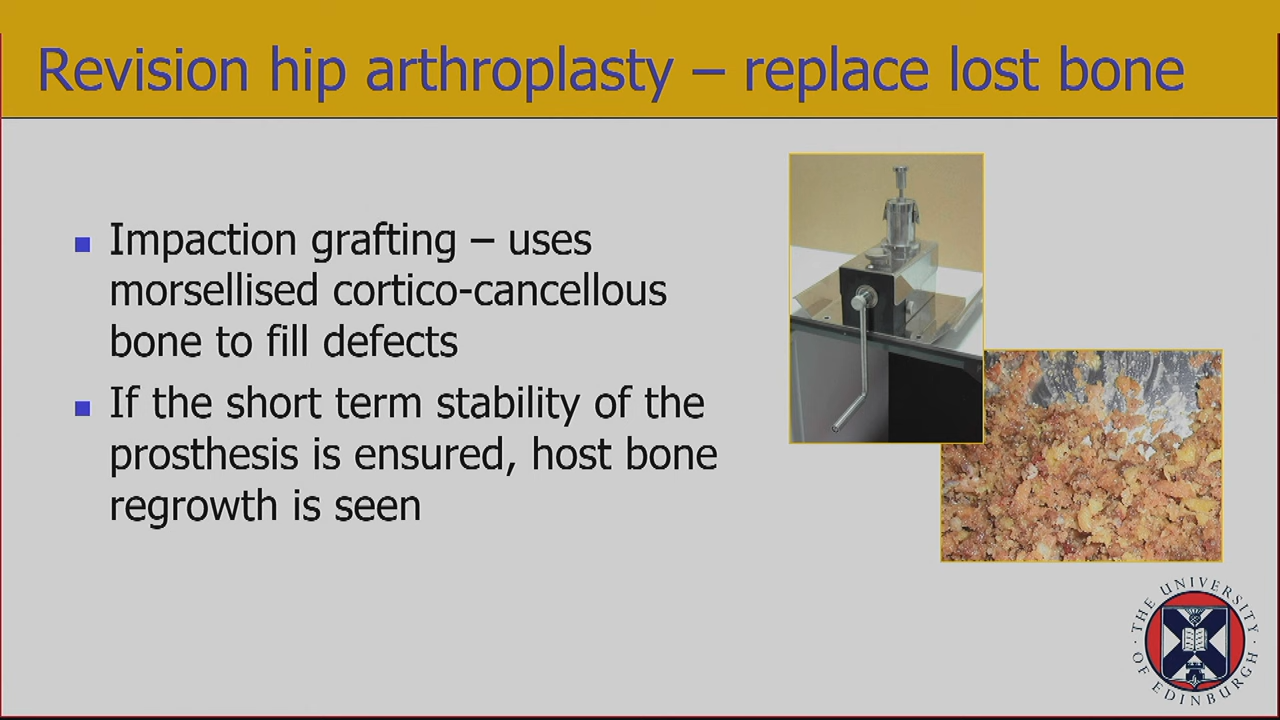 Revision hip arthroplasty – replace lost bone
Impaction grafting – uses
morsellised cortico-cancellous
bone to fill defects
If the short term stability of the
prosthesis is ensured, host bone
regrowth is seen
THE UNIVERSITY
OF EDINBURGH